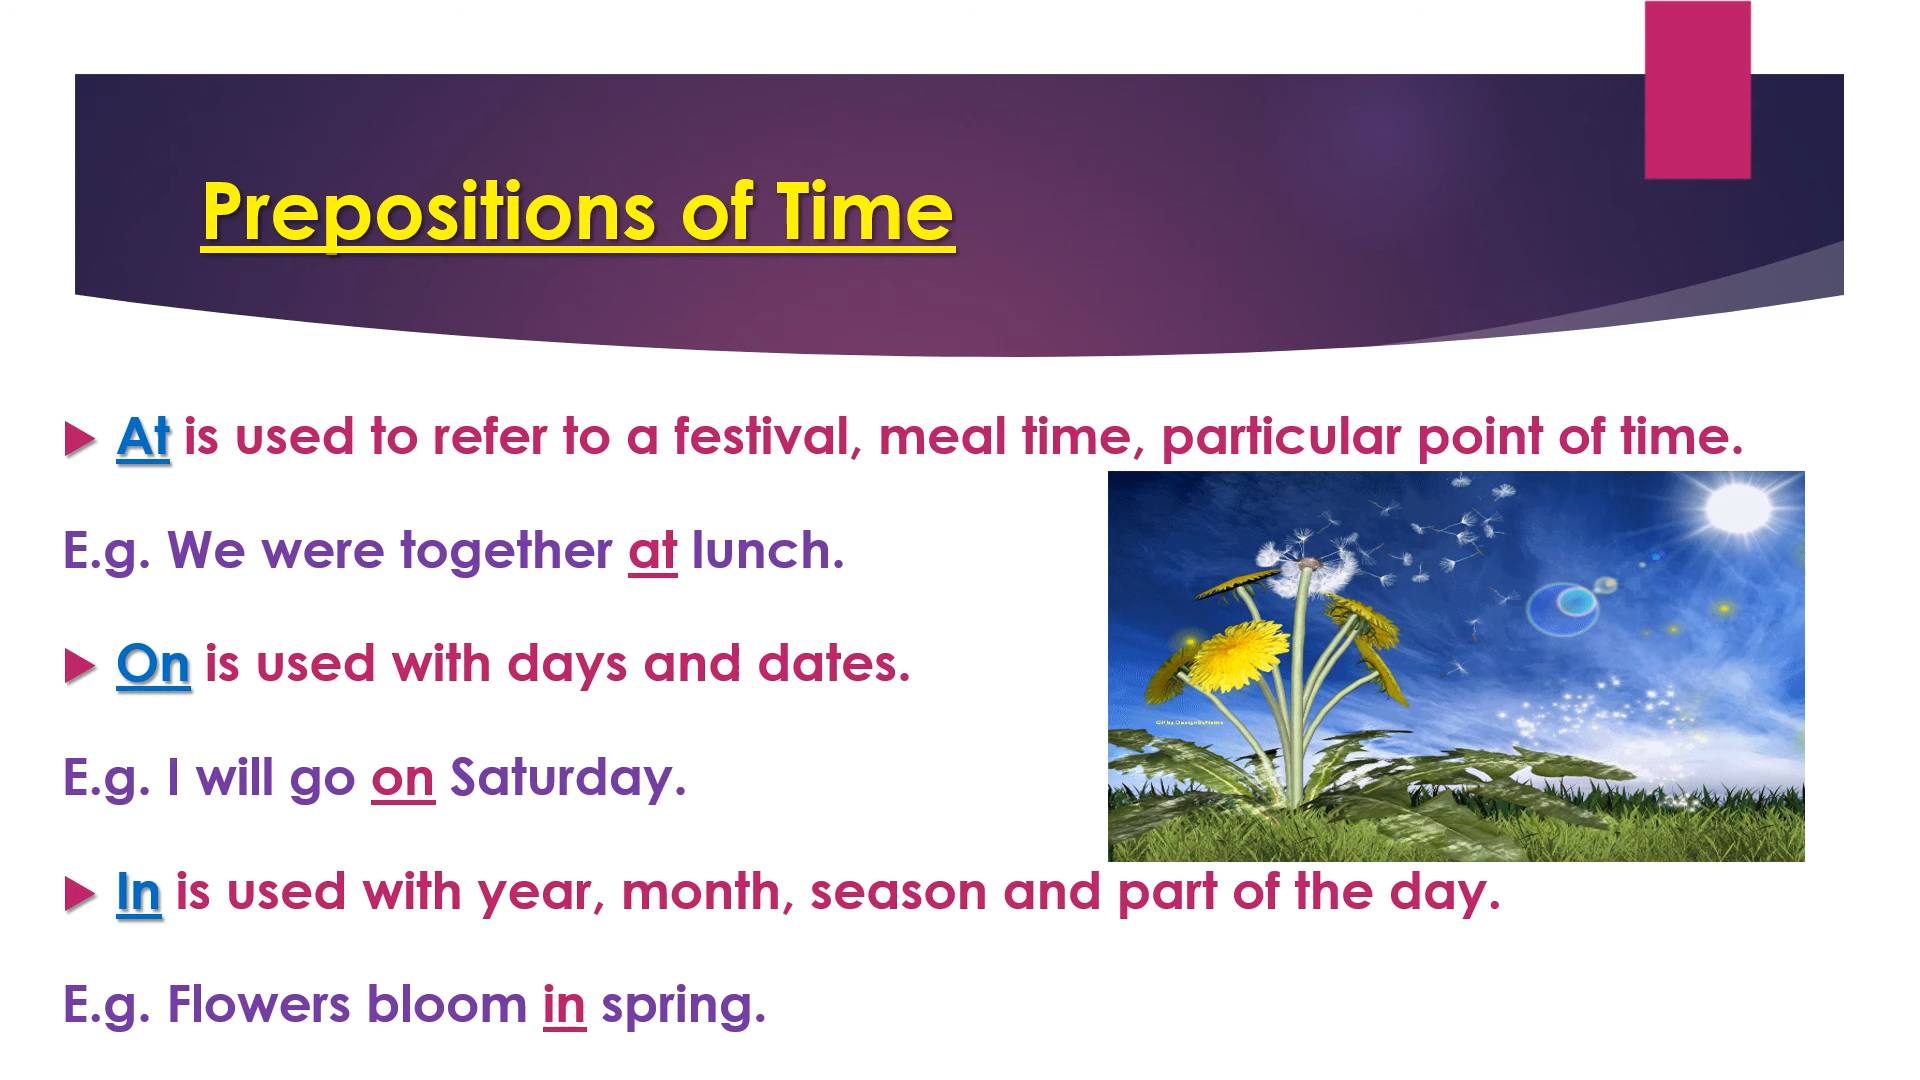 Prepositions of Time
At is used to refer to a festival, meal time, particular point of time.
E.g. We were together at lunch.
On is used with days and dates.
E.g. I will go on Saturday.
In is used with year, month, season and part of the day.
E.g. Flowers bloom in spring.